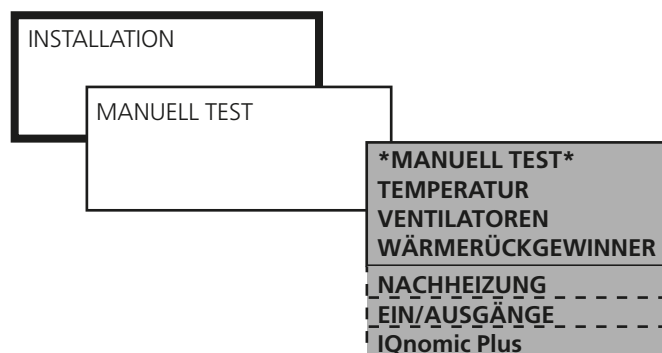 INSTALLATION
MANUELL TEST
*MANUELL TEST*
TEMPERATUR
VENTILATOREN
WÄRMERÜCKGEWINNER
NACHHEIZUNG
EIN/AUSGÄNGE
IQnomic Plus